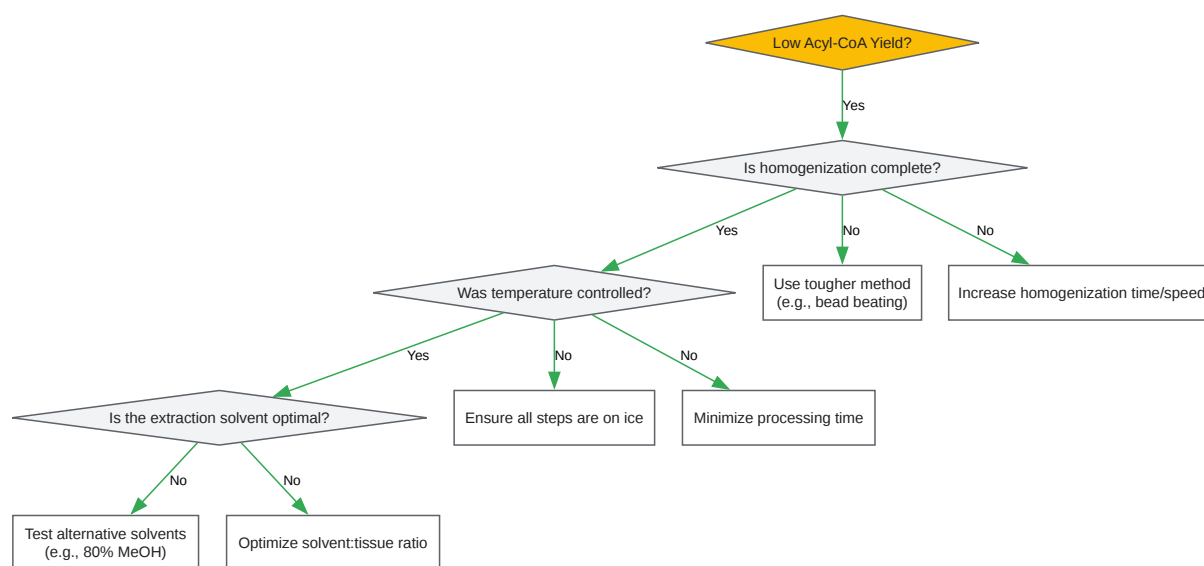 Low Acyl-CoA Yield?
Yes
Is homogenization complete?
Yes
No
No
Use tougher method
(e.g., bead beating)
Increase homogenization time/speed
Was temperature controlled?
Yes
No
No
Ensure all steps are on ice
Minimize processing time
Is the extraction solvent optimal?
No
No
Test alternative solvents
(e.g., 80% MeOH)
Optimize solvent:tissue ratio